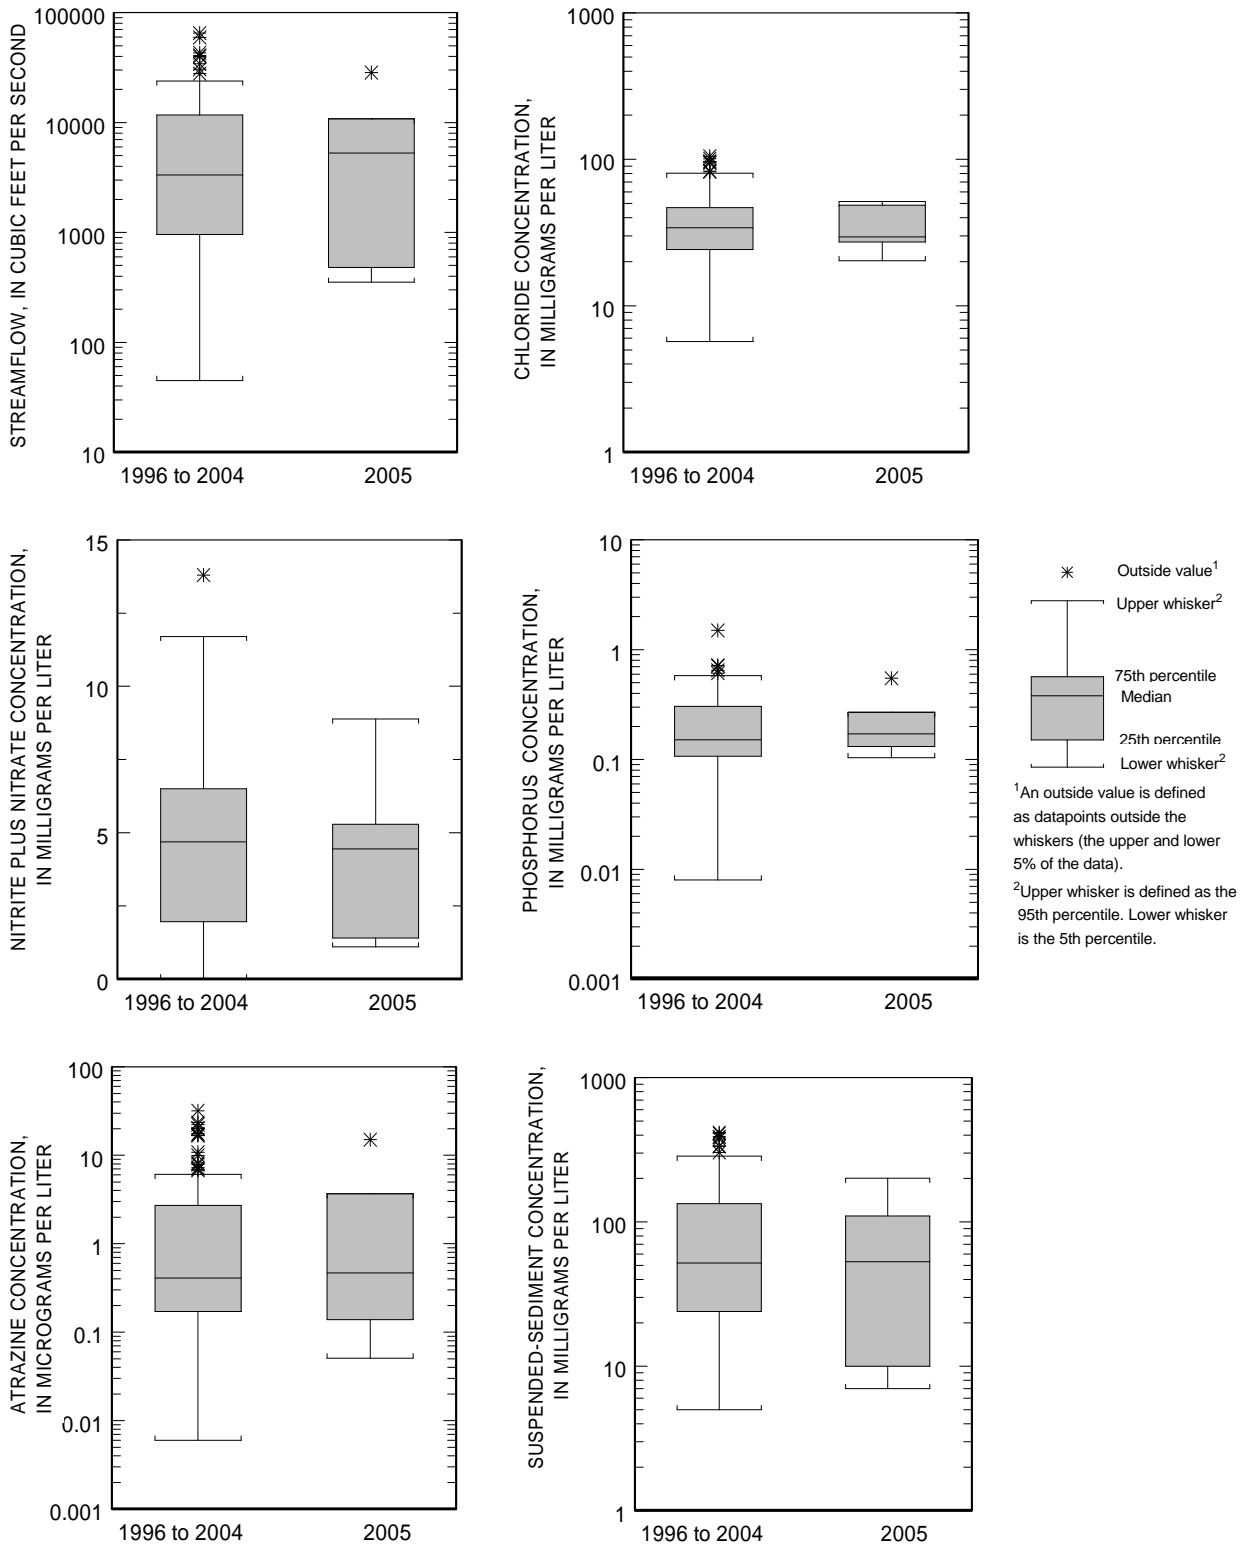 STREAMFLOW, IN CUBIC FEET PER SECOND
100000
10000
1000
100
10
1996 to 2004
2005
CHLORIDE CONCENTRATION,
IN MILLIGRAMS PER LITER
1000
100
10
1
1996 to 2004
2005
NITRITE PLUS NITRATE CONCENTRATION,
IN MILLIGRAMS PER LITER
15
10
5
0
1996 to 2004
2005
PHOSPHORUS CONCENTRATION,
IN MILLIGRAMS PER LITER
10
1
0.1
0.01
0.001
1996 to 2004
2005
Outside value1
Upper whisker2
75th percentile
Median
25th percentile
Lower whisker2
1An outside value is defined
as datapoints outside the
whiskers (the upper and lower
5% of the data).
2Upper whisker is defined as the
95th percentile. Lower whisker
is the 5th percentile.
ATRAZINE CONCENTRATION,
IN MICROGRAMS PER LITER
100
10
1
0.1
0.01
0.001
1996 to 2004
2005
SUSPENDED-SEDIMENT CONCENTRATION,
IN MILLIGRAMS PER LITER
1000
100
10
1
1996 to 2004
2005